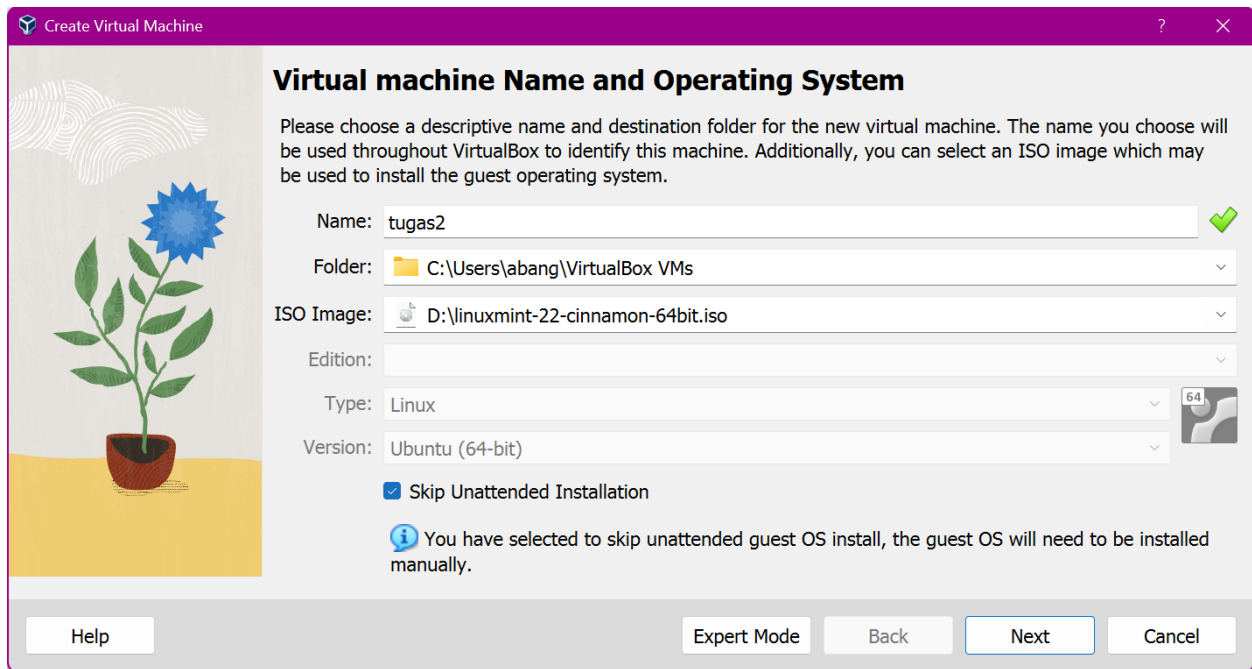 Create Virtual Machine
?
Virtual machine Name and Operating System
Please choose a descriptive name and destination folder for the new virtual machine. The name you choose will
be used throughout VirtualBox to identify this machine. Additionally, you can select an ISO image which may
be used to install the guest operating system.
Name: tugas2
Folder: C:\Users\abang\VirtualBox VMs
ISO Image: D:\linuxmint-22-cinnamon-64bit.iso
Edition:
Type: Linux
64
Version: Ubuntu (64-bit)
Skip Unattended Installation
You have selected to skip unattended guest OS install, the guest OS will need to be installed
manually.
Help Expert Mode Back Next Cancel